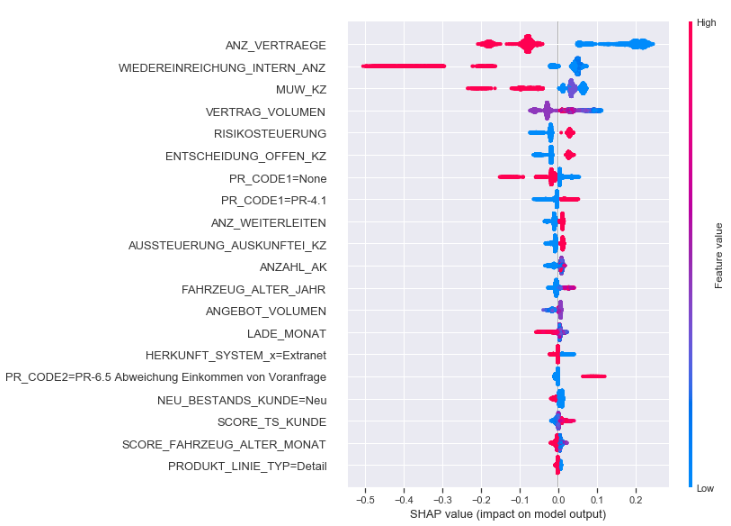 High
ANZ_VERTRAEGE
WIEDEREINREICHUNG_INTERN_ANZ
MUW_KZ
VERTRAG_VOLUMEN
RISIKOSTEUERUNG
ENTSCHEIDUNG_OFFEN_KZ
PR_CODE1=None
PR_CODE1=PR-4.1
ANZ_WEITERLEITEN
AUSSTEUERUNG_AUSKUNFTEI_KZ
ANZAHL_AK
FAHRZEUG_ALTER_JAHR
ANGEBOT_VOLUMEN
LADE_MONAT
HERKUNFT_SYSTEM_x=Extranet
PR_CODE2=PR-6.5 Abweichung Einkommen von Voranfrage
NEU_BESTANDS_KUNDE=Neu
SCORE_TS_KUNDE
SCORE_FAHRZEUG_ALTER_MONAT
PRODUKT_LINIE_TYP=Detail
Feature value
Low
−0.5 −0.4 −0.3 −0.2 −0.1 0.0 0.1 0.2
SHAP value (impact on model output)